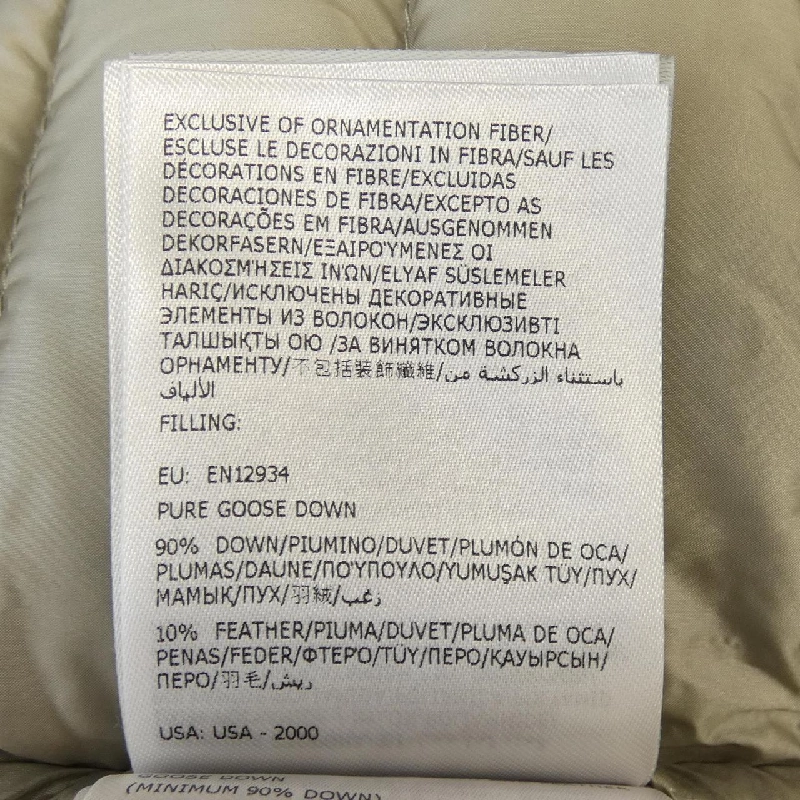 EXCLUSIVE OF ORNAMENTATION FIBER/
ESCLUSE LE DECORAZIONI IN FIBRA/SAUF LES
DÉCORATIONS EN FIBRE/EXCLUIDAS
DECORACIONES DE FIBRA/EXCEPTO AS
DECORAÇÕES EM FIBRA/AUSGENOMMEN
DEKORFASERN/ΕΞΑΙΡΟΎΜΕΝΕΣ ΟΙ
ΔΙΑΚΟΣΜΉΣΕΙΣ ΙΝΏΝ/ELYAF SÜSLEMELER
HARİÇ/ИСКЛЮЧЕНЫ ДЕКОРАТИВНЫЕ
ЭЛЕМЕНТЫ ИЗ ВОЛОКОН/ЭКСКЛЮЗИВТІ
ТАЛШЫҚТЫ ОЮ /ЗА ВИНЯТКОМ ВОЛОКНА
ОРНАМЕНТУ/不包括裝飾纖維/باستثناء الزركشة من
الألياف
FILLING:
EU: EN12934
PURE GOOSE DOWN
90% DOWN/PIUMINO/DUVET/PLUMÓN DE OCA/
PLUMAS/DAUNE/ΠΟΎΠΟΥΛΟ/YUMUŞAK TÜY/ПУХ/
МАМЫҚ/ПУХ/羽絨/زغب
10% FEATHER/PIUMA/DUVET/PLUMA DE OCA/
PENAS/FEDER/ΦΤΕΡΌ/TÜY/ПЕРО/ҚАУЫРСЫН/
ПЕРО/羽毛/ريش
USA: USA - 2000
GOOSE DOWN
(MINIMUM 90% DOWN)